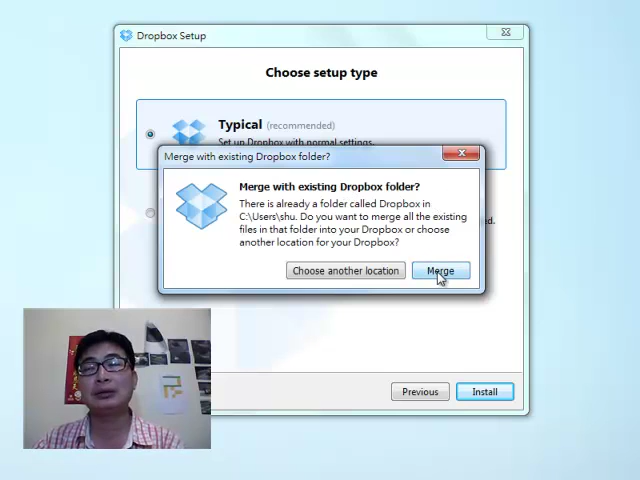 Dropbox Setup
Choose setup type
Typical (recommended)
Set up Dropbox with normal settings.
Merge with existing Dropbox folder?
Merge with existing Dropbox folder?
There is already a folder called Dropbox in
C:\Users\shu. Do you want to merge all the existing
files in that folder into your Dropbox or choose
another location for your Dropbox?
Choose another location
Merge
Previous
Install